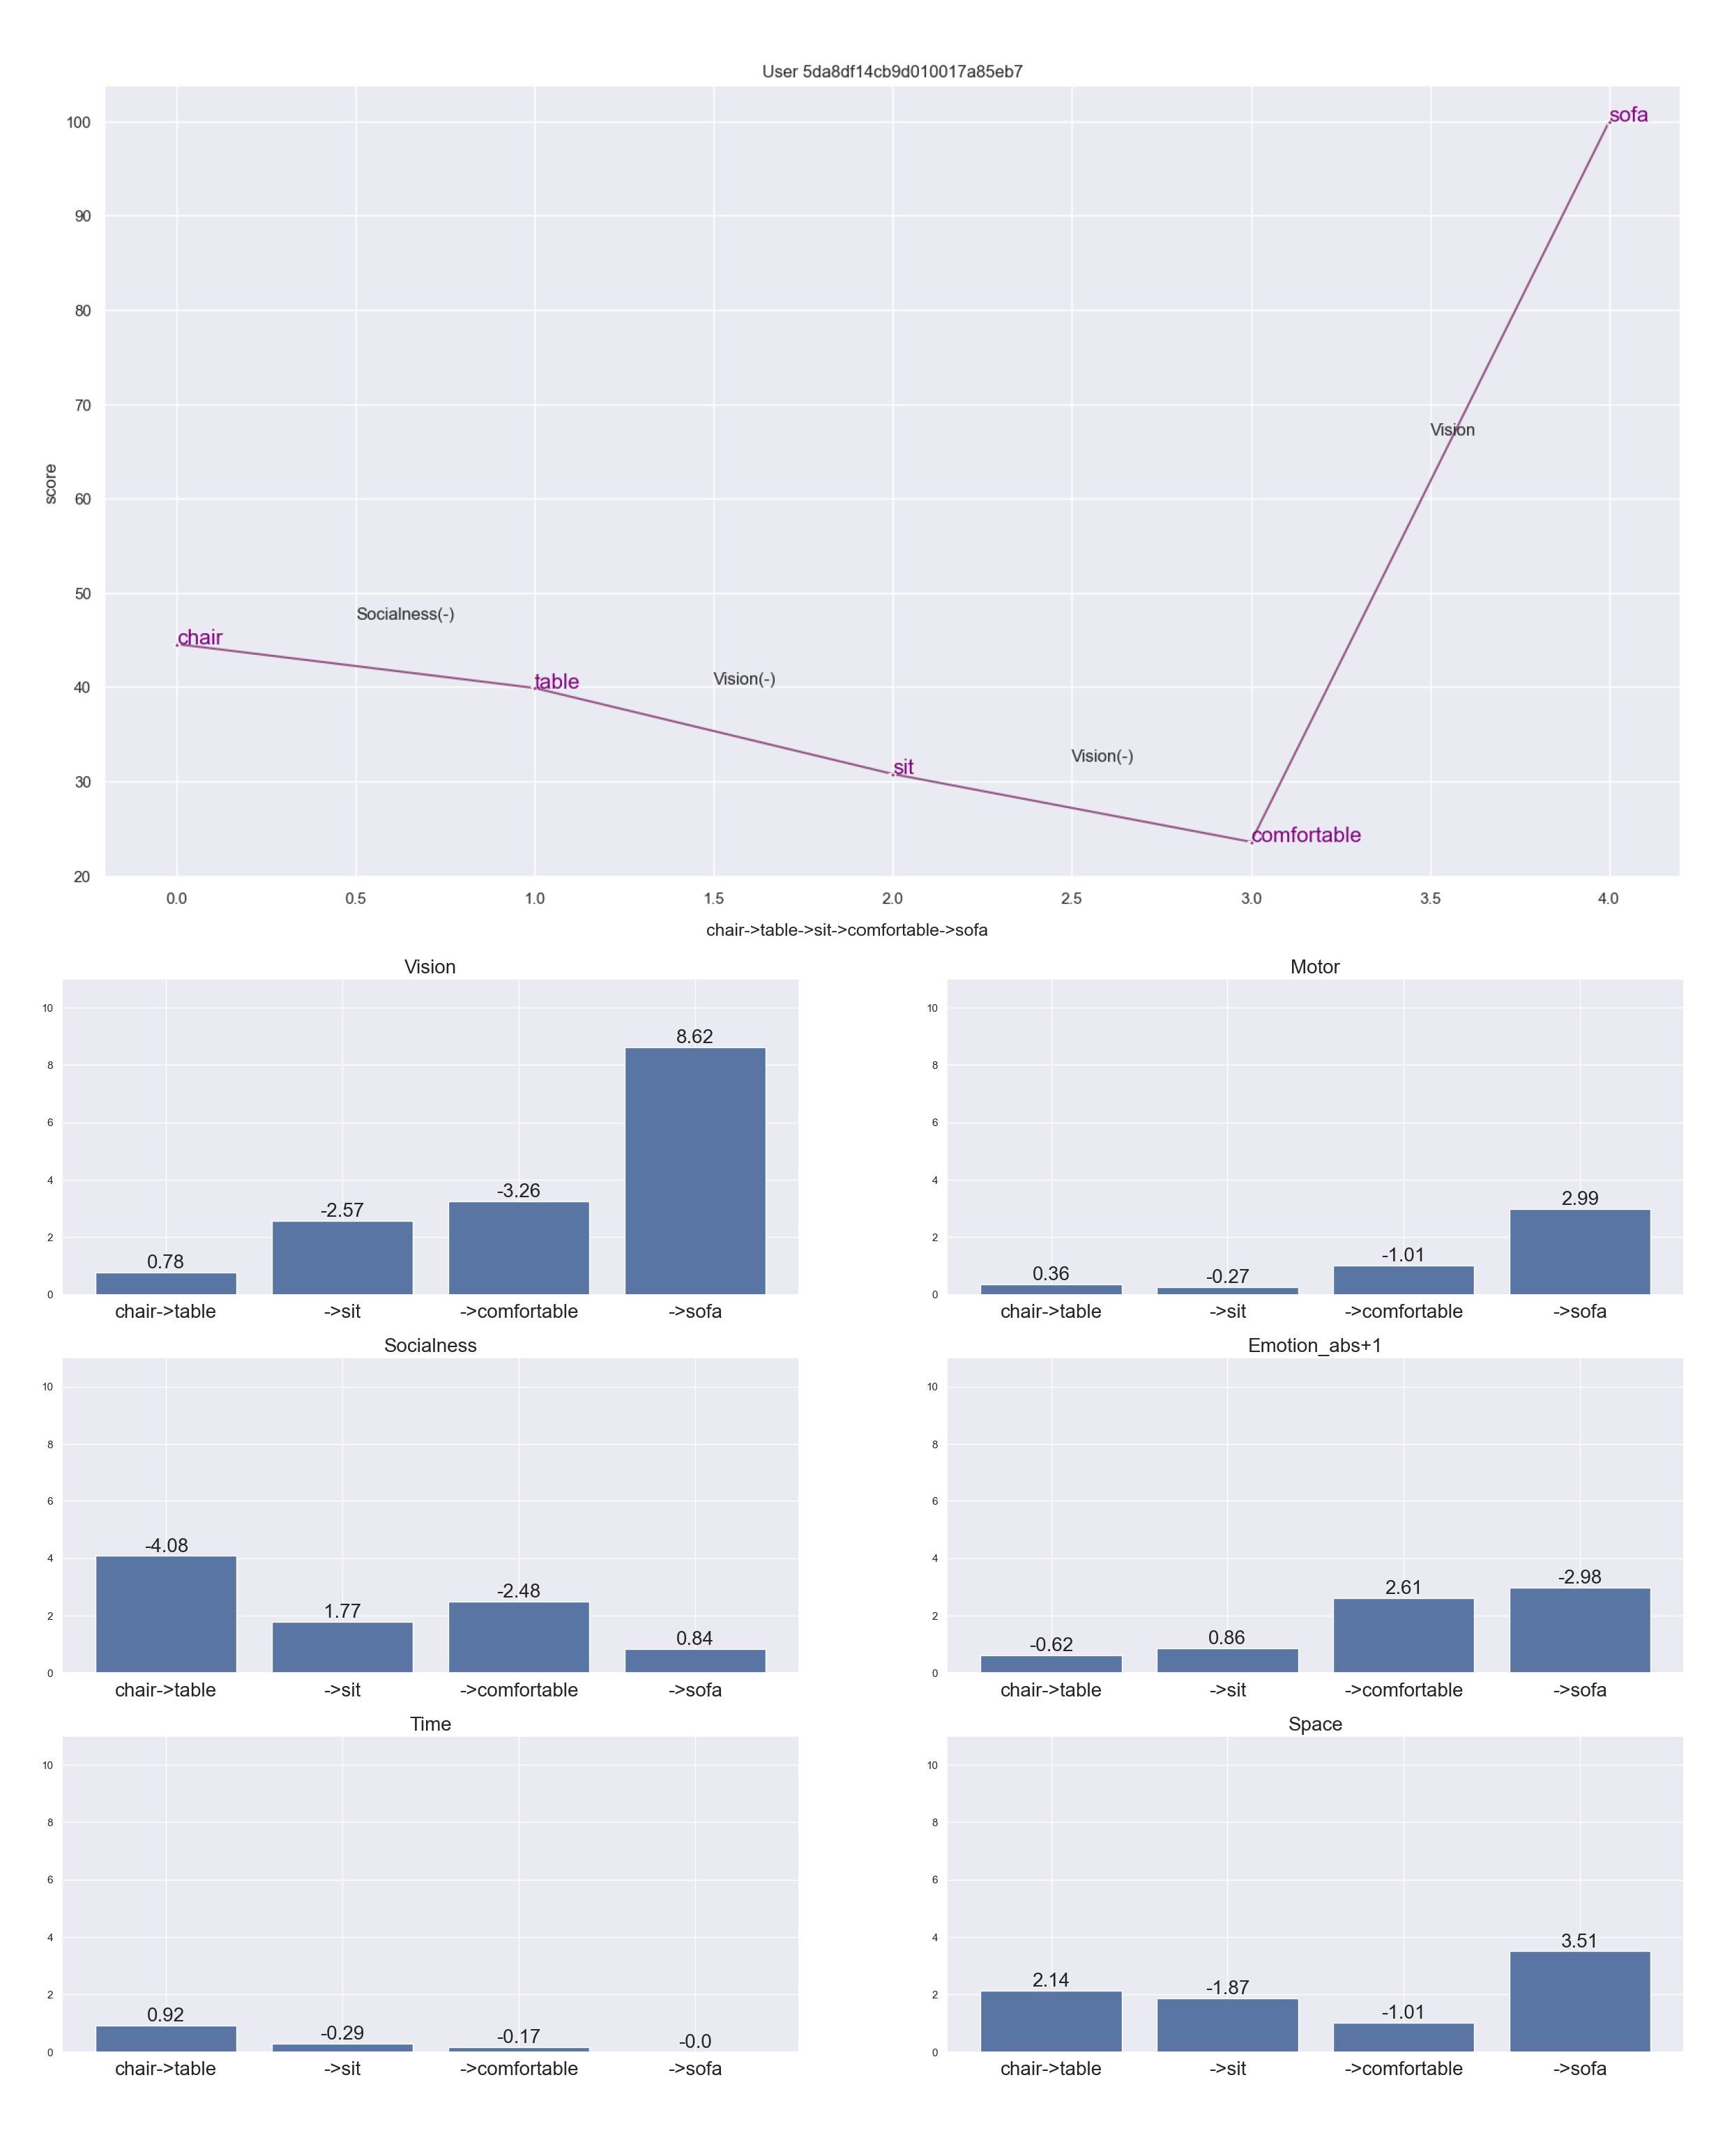 User 5da8df14cb9d010017a85eb7
score
100
90
80
70
60
50
40
30
20
sofa
Vision
Socialness(-)
chair
table
Vision(-)
sit
Vision(-)
comfortable
0.0 0.5 1.0 1.5 2.0 2.5 3.0 3.5 4.0
chair->table->sit->comfortable->sofa
Vision
10
8
6
4
2
0
0.78 -2.57 -3.26 8.62
chair->table ->sit ->comfortable ->sofa
Motor
10
8
6
4
2
0
0.36 -0.27 -1.01 2.99
chair->table ->sit ->comfortable ->sofa
Socialness
10
8
6
4
2
0
-4.08 1.77 -2.48 0.84
chair->table ->sit ->comfortable ->sofa
Emotion_abs+1
10
8
6
4
2
0
-0.62 0.86 2.61 -2.98
chair->table ->sit ->comfortable ->sofa
Time
10
8
6
4
2
0
0.92 -0.29 -0.17 -0.0
chair->table ->sit ->comfortable ->sofa
Space
10
8
6
4
2
0
2.14 -1.87 -1.01 3.51
chair->table ->sit ->comfortable ->sofa